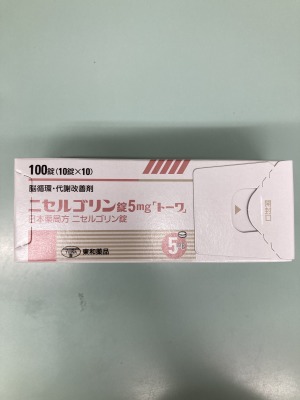 100錠(10錠×10)
脳循環・代謝改善剤
ニセルゴリン錠5mg「トーワ」
日本薬局方 ニセルゴリン錠
5
東和薬品